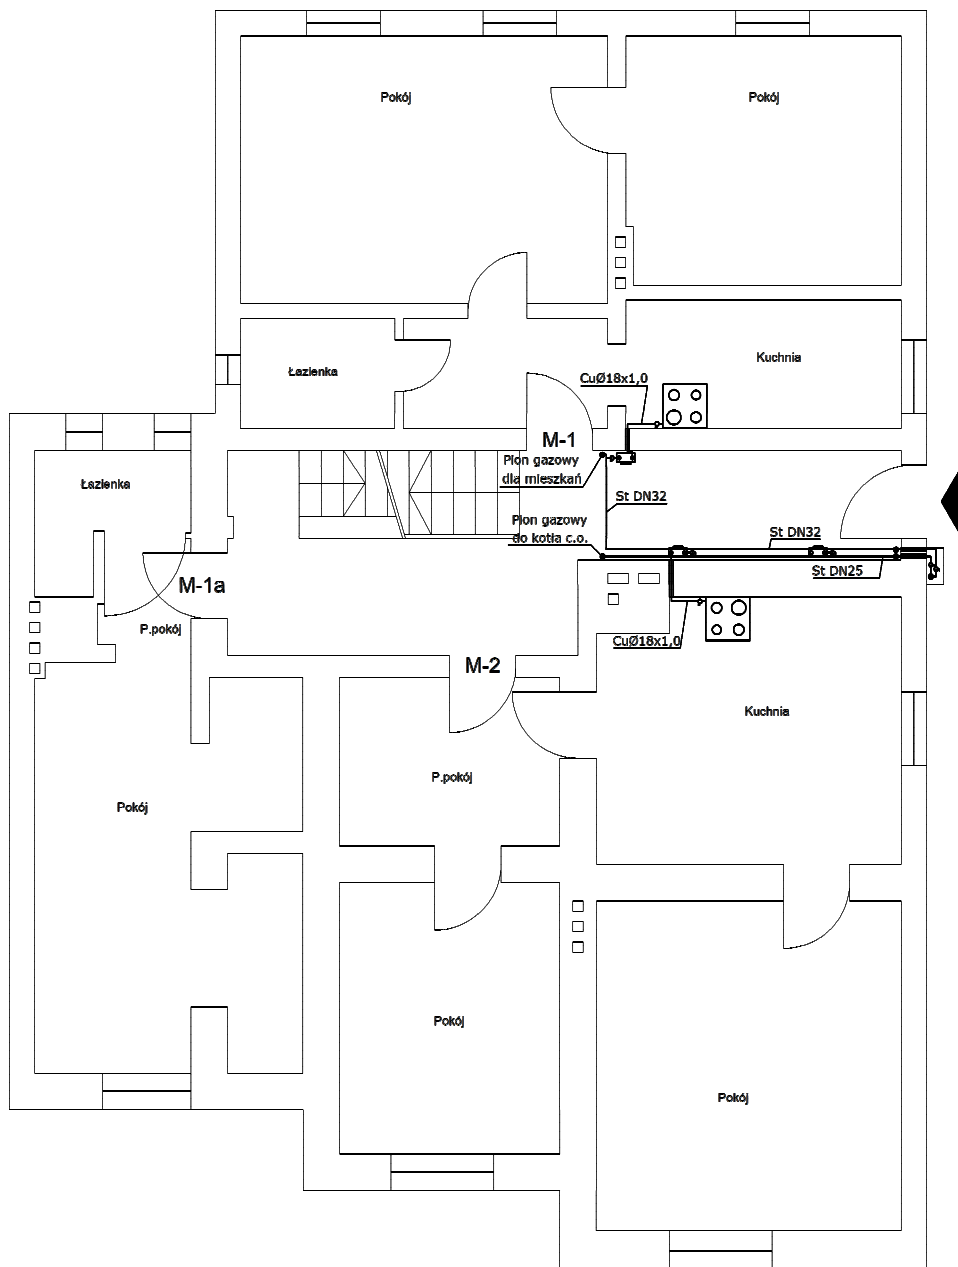 Pokój
Pokój
Kuchnia
Łazienka
CuØ18x1,0
M-1
Pion gazowy
dla mieszkań
Łazienka
St DN32
Pion gazowy
do kotła c.o.
St DN32
St DN25
M-1a
P.pokój
CuØ18x1,0
M-2
Kuchnia
P.pokój
Pokój
Pokój
Pokój